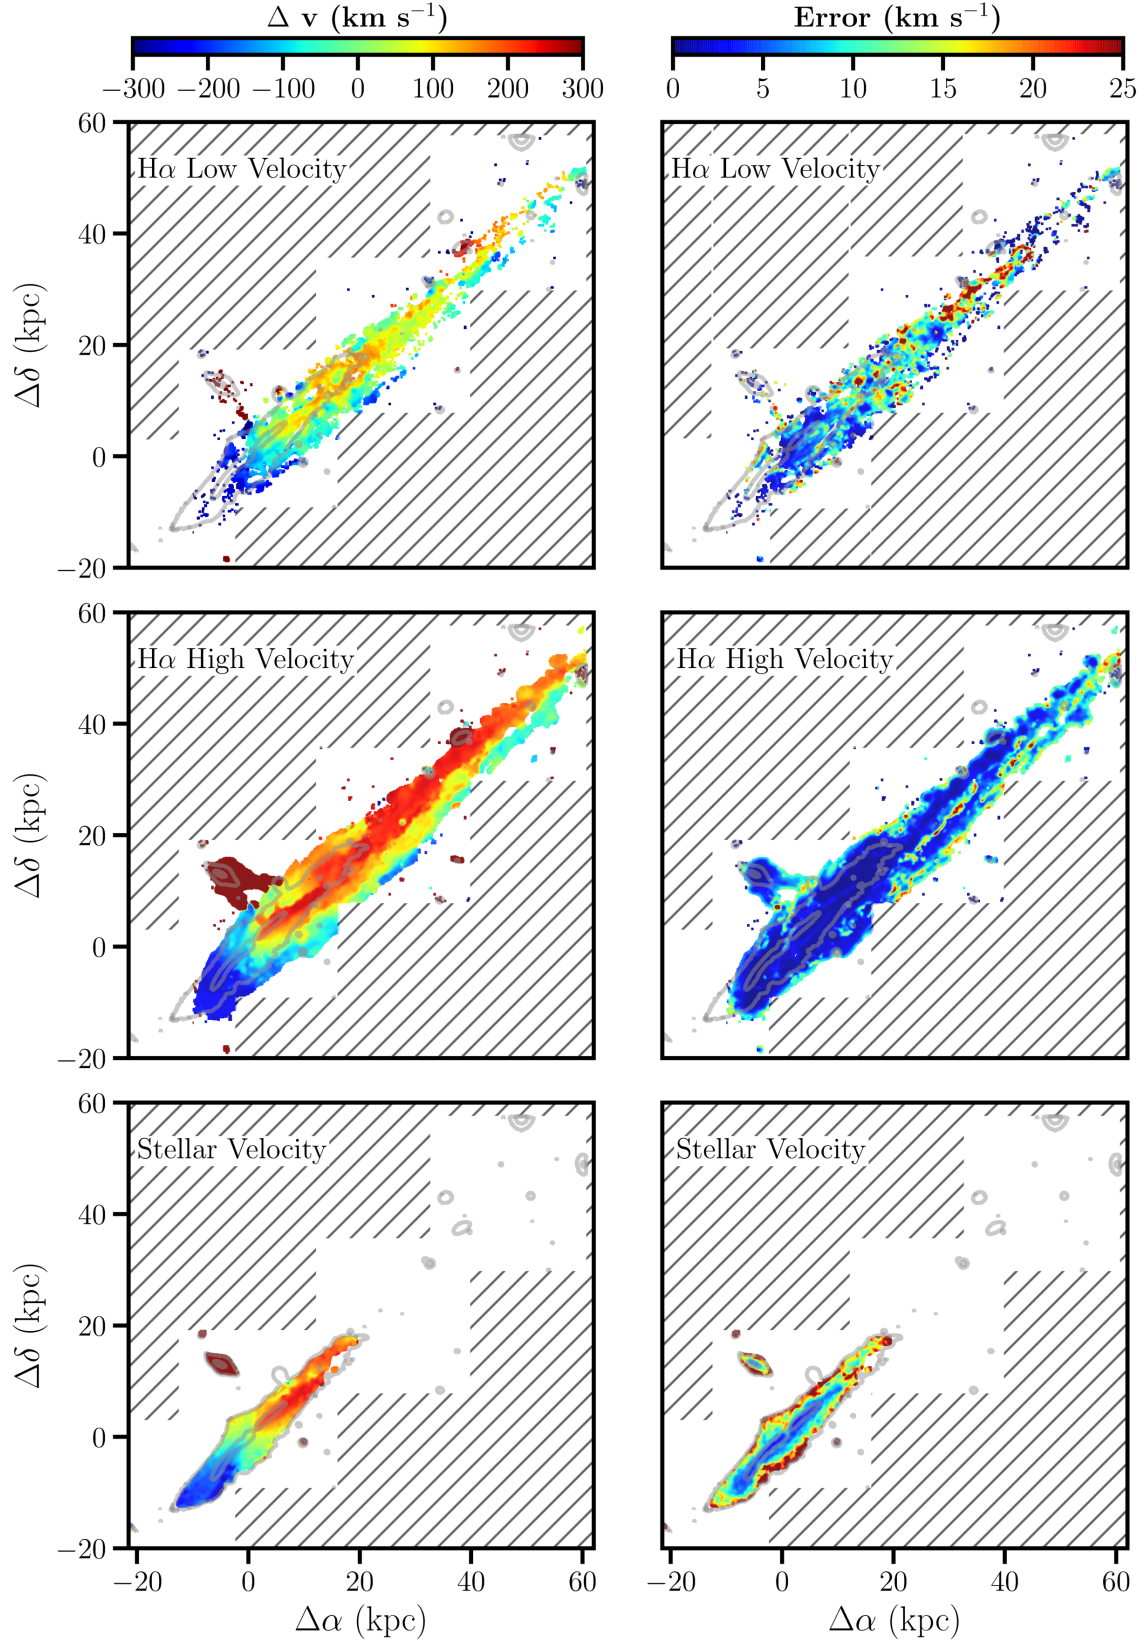 Δ v (km s⁻¹) Error (km s⁻¹)
−300 −200 −100 0 100 200 300 0 5 10 15 20 25
60
Hα Low Velocity Hα Low Velocity
40
Δδ (kpc)
20
0
−20
60
Hα High Velocity Hα High Velocity
40
Δδ (kpc)
20
0
−20
60
Stellar Velocity Stellar Velocity
40
Δδ (kpc)
20
0
−20
−20 0 20 40 60 −20 0 20 40 60
Δα (kpc) Δα (kpc)